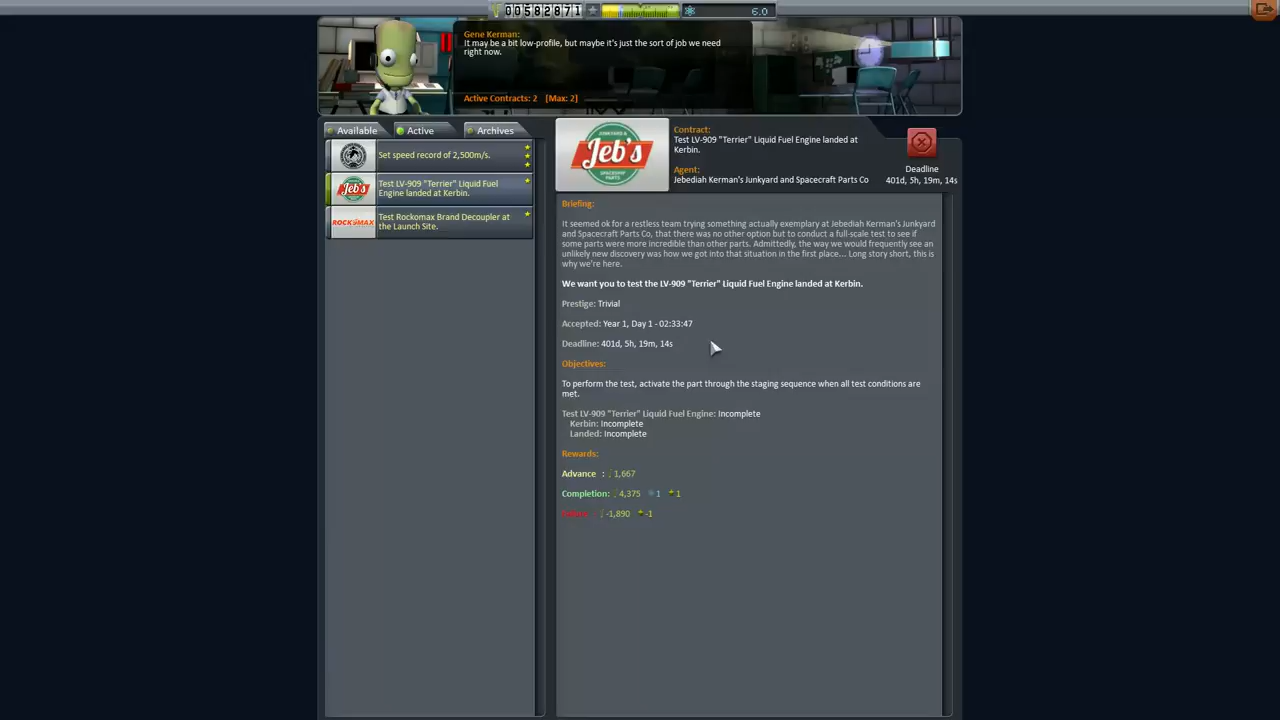 00582871
6.0
Gene Kerman:
It may be a bit low-profile, but maybe it's just the sort of job we need
right now.
Active Contracts: 2 [Max: 2]
Available
Active
Archives
Set speed record of 2,500m/s.
Jeb's
Test LV-909 "Terrier" Liquid Fuel
Engine landed at Kerbin.
ROCKOMAX
Test Rockomax Brand Decoupler at
the Launch Site.
JUNKYARD &
Jeb's
SPACESHIP
PARTS
Contract:
Test LV-909 "Terrier" Liquid Fuel Engine landed at
Kerbin.
Agent:
Jebediah Kerman's Junkyard and Spacecraft Parts Co
Deadline
401d, 5h, 19m, 14s
Briefing:
It seemed ok for a restless team trying something actually exemplary at Jebediah Kerman's Junkyard
and Spacecraft Parts Co, that there was no other option but to conduct a full-scale test to see if
some parts were more incredible than other parts. Admittedly, the way we would frequently see an
unlikely new discovery was how we got into that situation in the first place... Long story short, this is
why we're here.
We want you to test the LV-909 "Terrier" Liquid Fuel Engine landed at Kerbin.
Prestige: Trivial
Accepted: Year 1, Day 1 - 02:33:47
Deadline: 401d, 5h, 19m, 14s
Objectives:
To perform the test, activate the part through the staging sequence when all test conditions are
met.
Test LV-909 "Terrier" Liquid Fuel Engine: Incomplete
Kerbin: Incomplete
Landed: Incomplete
Rewards:
Advance : 1,667
Completion: 4,375 1 1
-1,890 -1